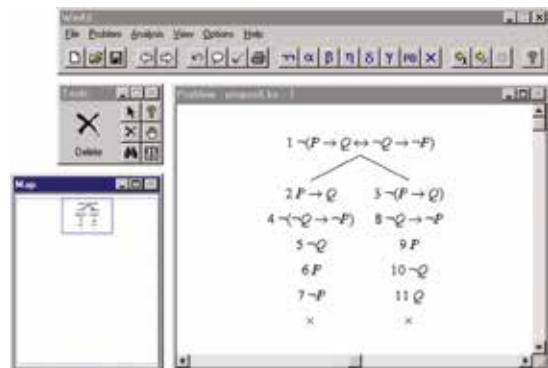 WinKE
File Problem Analysis View Options Help
¬¬ α β η δ γ PB ×
Tools
Delete
Map
Problem - proposit.ke - 1
1 ¬(P → Q ↔ ¬Q → ¬P)
2 P → Q 3 ¬(P → Q)
4 ¬(¬Q → ¬P) 8 ¬Q → ¬P
5 ¬Q 9 P
6 P 10 ¬Q
7 ¬P 11 Q
× ×